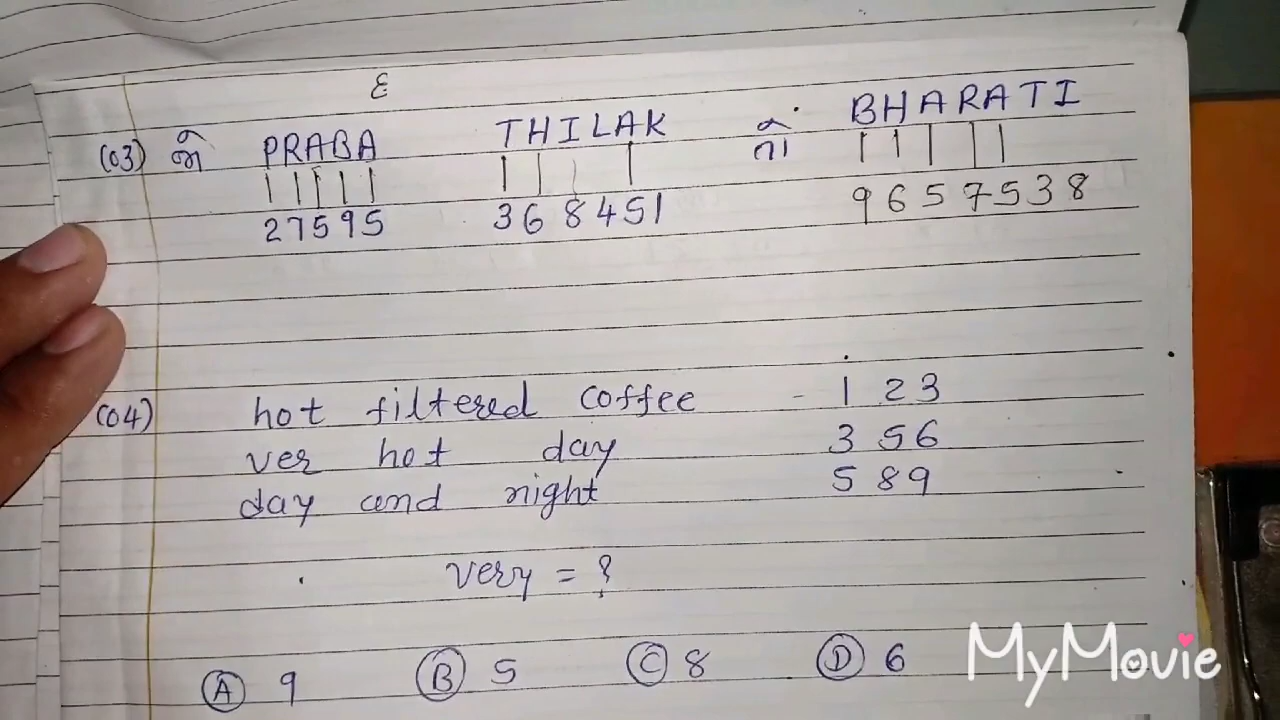 ε
(03) PRABA THILAK BHARATI
27595 368451 9657538
(04) hot filtered coffee - 1 2 3
ver hot day 3 5 6
day and night 5 8 9
very = ?
(A) 9 (B) 5 (C) 8 (D) 6
MyMovie